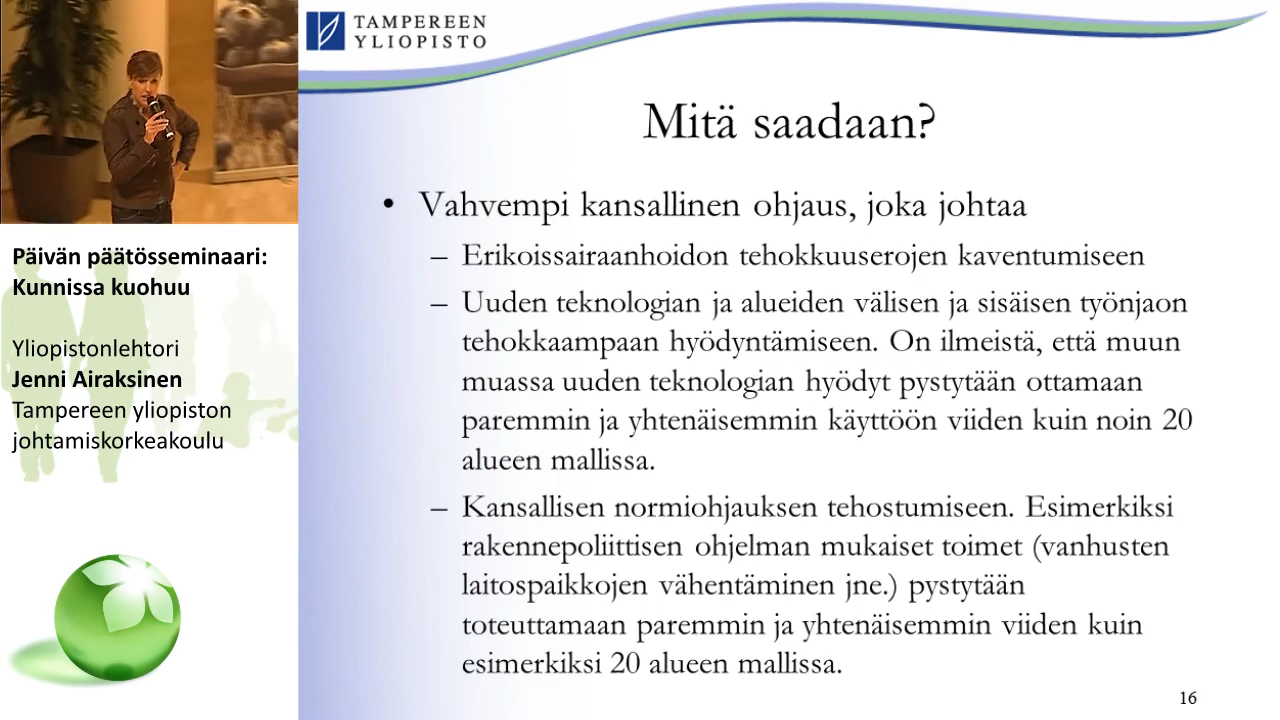 TAMPEREEN
YLIOPISTO
Päivän päätösseminaari:
Kunnissa kuohuu
Yliopistonlehtori
Jenni Airaksinen
Tampereen yliopiston
johtamiskorkeakoulu
Mitä saadaan?
• Vahvempi kansallinen ohjaus, joka johtaa
– Erikoissairaanhoidon tehokkuuserojen kaventumiseen
– Uuden teknologian ja alueiden välisen ja sisäisen työnjaon
tehokkaampaan hyödyntämiseen. On ilmeistä, että muun
muassa uuden teknologian hyödyt pystytään ottamaan
paremmin ja yhtenäisemmin käyttöön viiden kuin noin 20
alueen mallissa.
– Kansallisen normiohjauksen tehostumiseen. Esimerkiksi
rakennepoliittisen ohjelman mukaiset toimet (vanhusten
laitospaikkojen vähentäminen jne.) pystytään
toteuttamaan paremmin ja yhtenäisemmin viiden kuin
esimerkiksi 20 alueen mallissa.
16